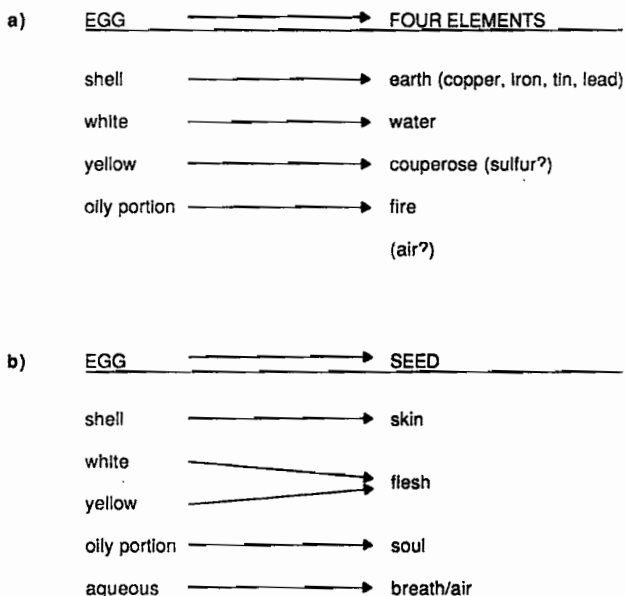 a) EGG FOUR ELEMENTS
shell earth (copper, iron, tin, lead)
white water
yellow couperose (sulfur?)
oily portion fire
(air?)
b) EGG SEED
shell skin
white
flesh
yellow
oily portion soul
aqueous breath/air